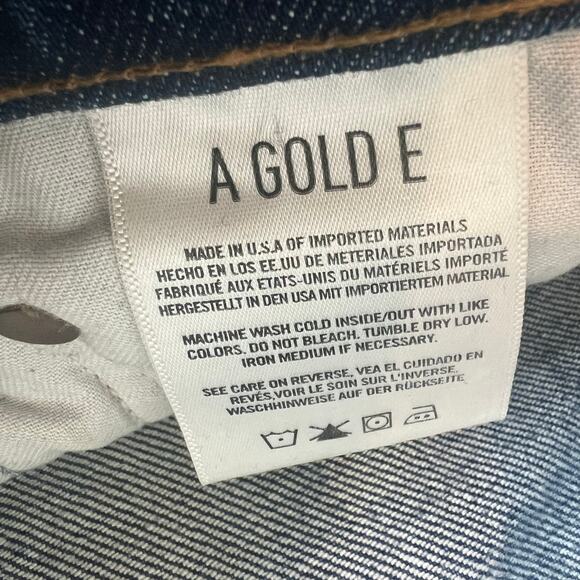 A GOLD E
MADE IN U.S.A OF IMPORTED MATERIALS
HECHO EN LOS EE.UU DE METERIALES IMPORTADA
FABRIQUÉ AUX ETATS-UNIS DU MATÉRIELS IMPORTÉ
HERGESTELLT IN DEN USA MIT IMPORTIERTEM MATERIAL
MACHINE WASH COLD INSIDE/OUT WITH LIKE
COLORS. DO NOT BLEACH. TUMBLE DRY LOW.
IRON MEDIUM IF NECESSARY.
SEE CARE ON REVERSE, VEA EL CUIDADO EN
REVÉS,VOIR LE SOIN SUR L'INVERSE.
WASCHHINWEISE AUF DER RÜCKSEITE